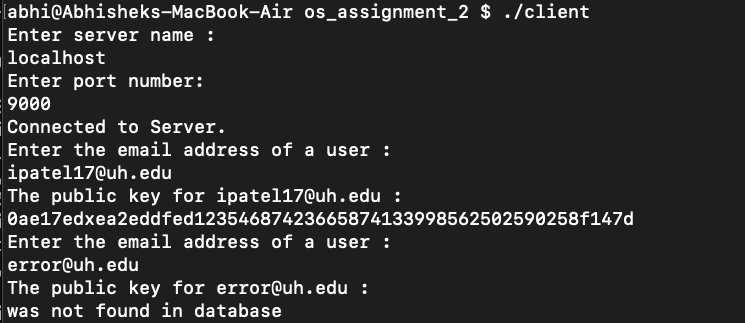 abhi@Abhisheks-MacBook-Air os_assignment_2 $ ./client
Enter server name :
localhost
Enter port number:
9000
Connected to Server.
Enter the email address of a user :
ipatel17@uh.edu
The public key for ipatel17@uh.edu :
0ae17edxea2eddfed123546874236658741339985625025902​58f147d
Enter the email address of a user :
error@uh.edu
The public key for error@uh.edu :
was not found in database